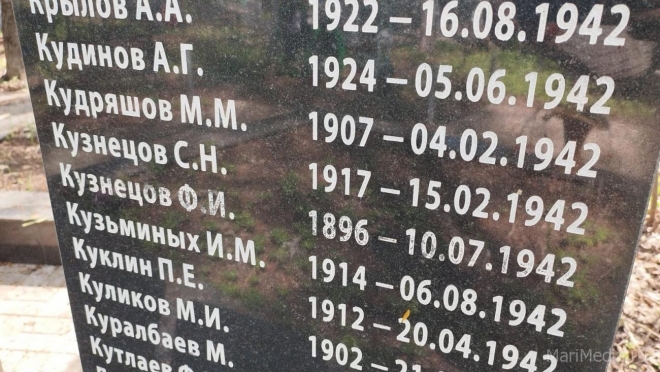 Крылов А.А. 1922 – 16.08.1942
Кудинов А.Г. 1924 – 05.06.1942
Кудряшов М.М. 1907 – 04.02.1942
Кузнецов С.Н. 1917 – 15.02.1942
Кузнецов Ф.И. 1896 – 10.07.1942
Кузьминых И.М. 1914 – 06.08.1942
Куклин П.Е. 1912 – 20.04.1942
Куликов М.И. 1902 –
Куралбаев М.
Кутлаев